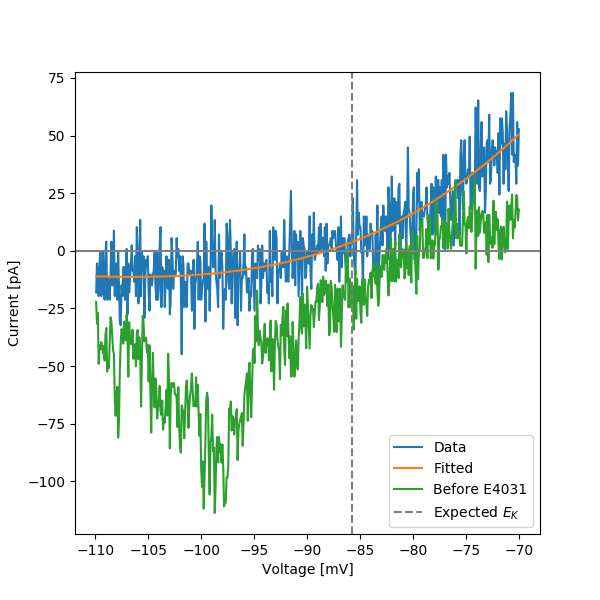 75
50
25
0
−25
−50
−75
−100
Current [pA]
Data
Fitted
Before E4031
Expected $E_K$
−110 −105 −100 −95 −90 −85 −80 −75 −70
Voltage [mV]